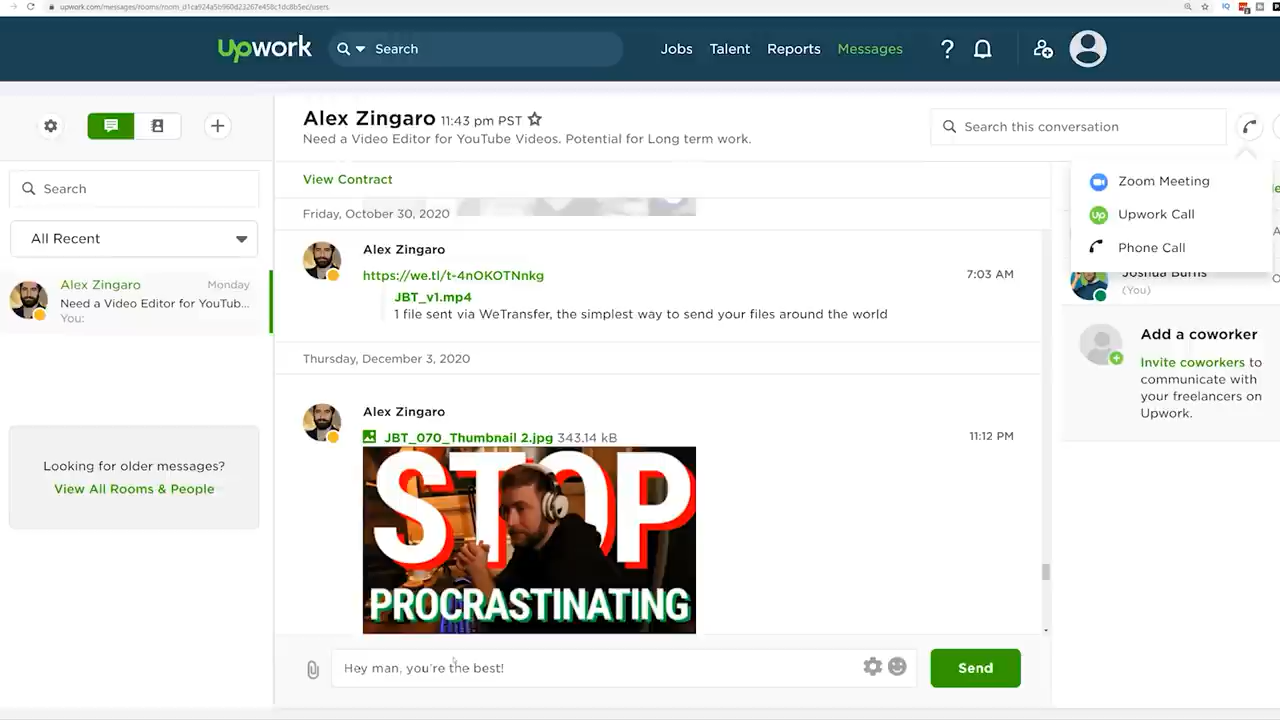 upwork.com/messages/rooms/room_d1ca924a5b960d23267e458c1dc8b5ec/users
upwork
Search
Jobs
Talent
Reports
Messages
?
Alex Zingaro 11:43 pm PST
Need a Video Editor for YouTube Videos. Potential for Long term work.
Search this conversation
Zoom Meeting
Upwork Call
Phone Call
Search
All Recent
Alex Zingaro
Monday
Need a Video Editor for YouTub...
You:
Looking for older messages?
View All Rooms & People
View Contract
Friday, October 30, 2020
Alex Zingaro
https://we.tl/t-4nOKOTNnkg
7:03 AM
JBT_v1.mp4
1 file sent via WeTransfer, the simplest way to send your files around the world
Thursday, December 3, 2020
Alex Zingaro
JBT_070_Thumbnail 2.jpg 343.14 kB
11:12 PM
STOP
PROCRASTINATING
Hey man, you're the best!
Send
Joshua Burns
(You)
Add a coworker
Invite coworkers to
communicate with
your freelancers on
Upwork.